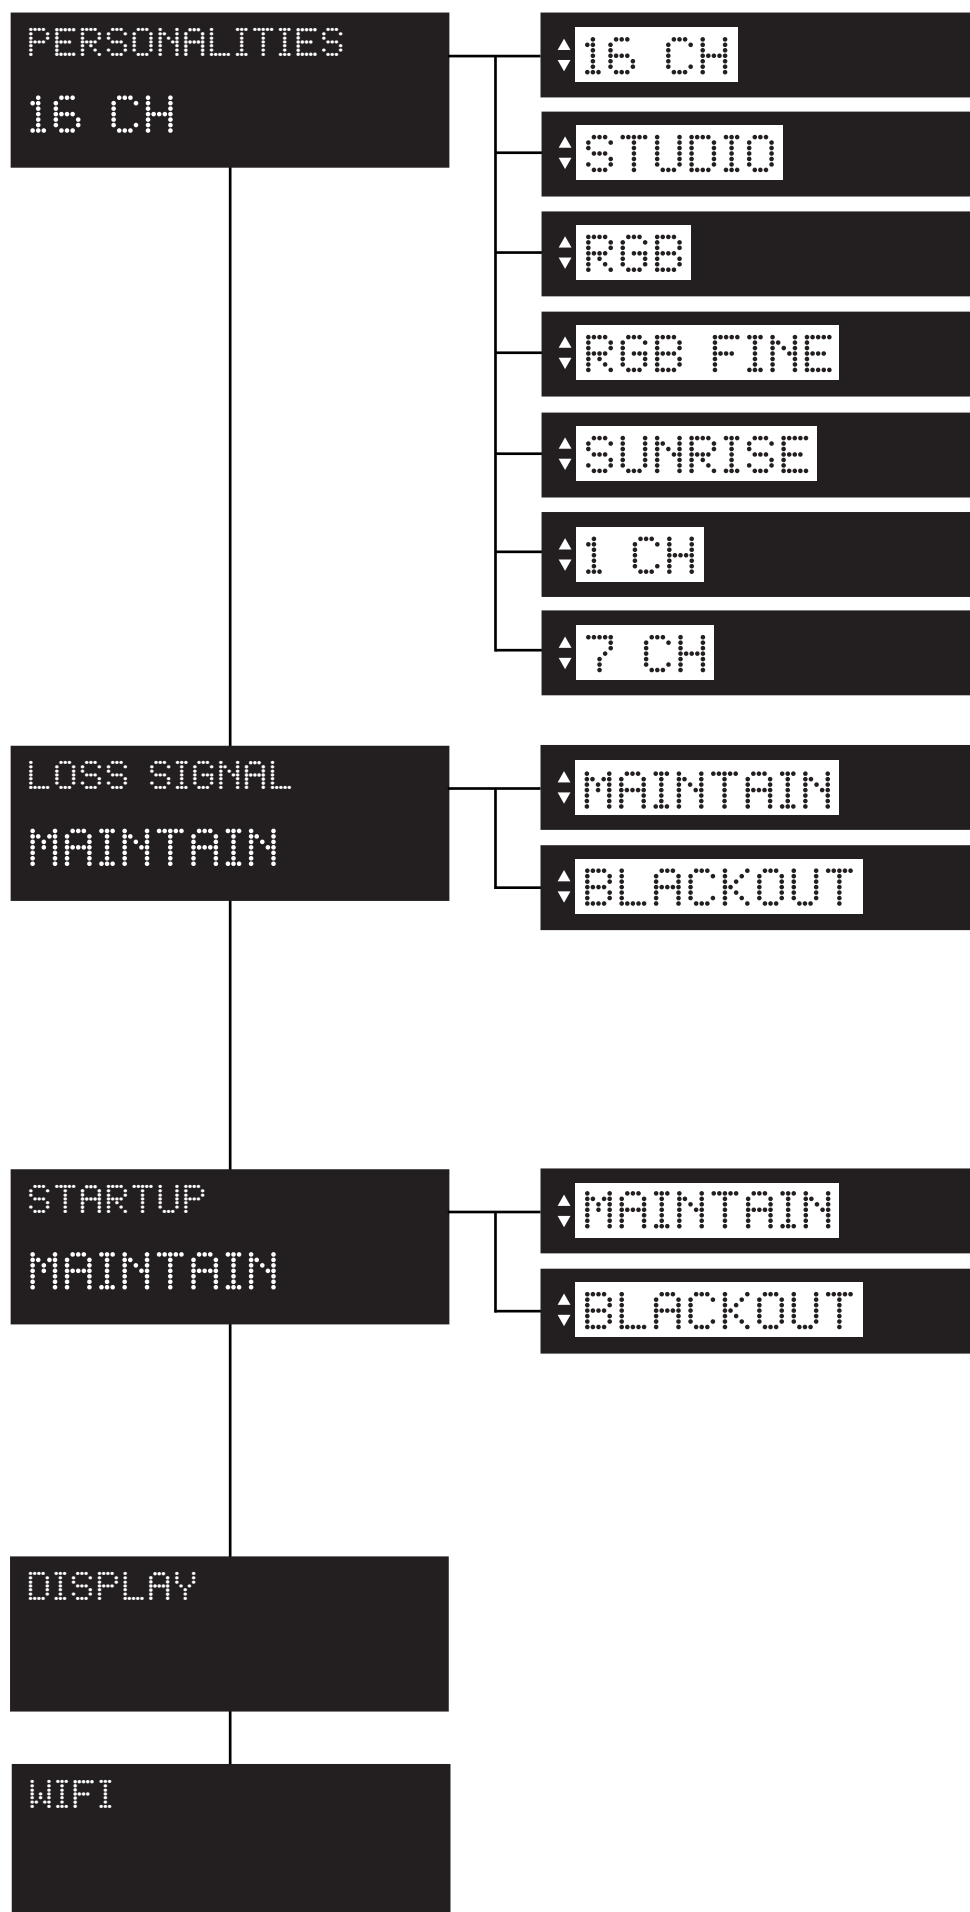 PERSONALITIES
16 CH
16 CH
STUDIO
RGB
RGB FINE
SUNRISE
1 CH
7 CH
LOSS SIGNAL
MAINTAIN
MAINTAIN
BLACKOUT
STARTUP
MAINTAIN
MAINTAIN
BLACKOUT
DISPLAY
WIFI